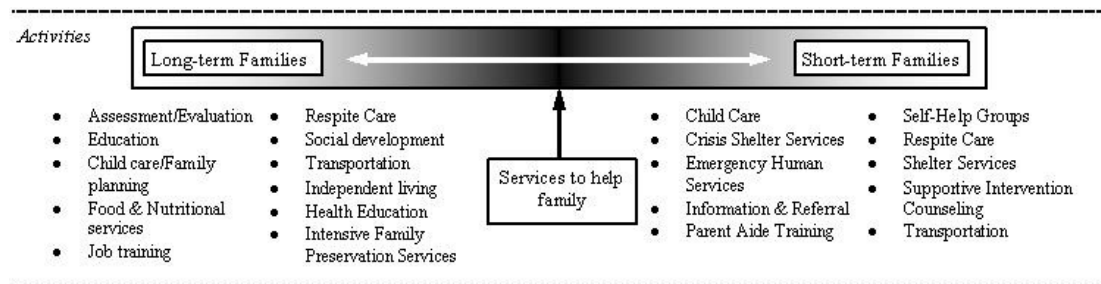 Activities
Long-term Families
Short-term Families
● Assessment/Evaluation
● Education
● Child care/Family
planning
● Food & Nutritional
services
● Job training
● Respite Care
● Social development
● Transportation
● Independent living
● Health Education
● Intensive Family
Preservation Services
Services to help
family
● Child Care
● Crisis Shelter Services
● Emergency Human
Services
● Information & Referral
● Parent Aide Training
● Self-Help Groups
● Respite Care
● Shelter Services
● Supportive Intervention
Counseling
● Transportation